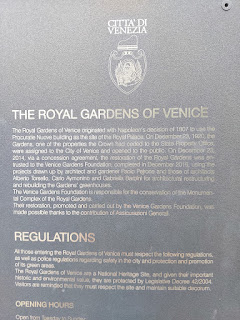 CITTA' DI
VENEZIA
THE ROYAL GARDENS OF VENICE
The Royal Gardens of Venice originated with Napoleon's decision of 1807 to use the
Procuratie Nuove building as the site of the Royal Palace. On December 23, 1920, the
Gardens, one of the properties the Crown had ceded to the State Property Office,
were assigned to the City of Venice and opened to the public. On December 23,
2014, via a concession agreement, the restoration of the Royal Gardens was en-
trusted to the Venice Gardens Foundation, completed in December 2019, using the
projects drawn up by architect and gardener Paolo Pejrone and those of architects
Alberto Torsello, Carlo Aymonino and Gabriella Barbini for architectural restoration
and rebuilding the Gardens' greenhouses.
The Venice Gardens Foundation is responsible for the conservation of the Monumen-
tal Complex of the Royal Gardens.
Their restoration, promoted and carried out by the Venice Gardens Foundation, was
made possible thanks to the contribution of Assicurazioni Generali.
REGULATIONS
All those entering the Royal Gardens of Venice must respect the following regulations,
as well as police regulations regarding safety in the city and protection and promotion
of its green areas.
The Royal Gardens of Venice are a National Heritage Site, and given their important
historic and environmental value, they are protected by Legislative Decree 42/2004.
Visitors are reminded that they must respect the site and maintain suitable decorum.
OPENING HOURS
Open from Tuesday to Sunday